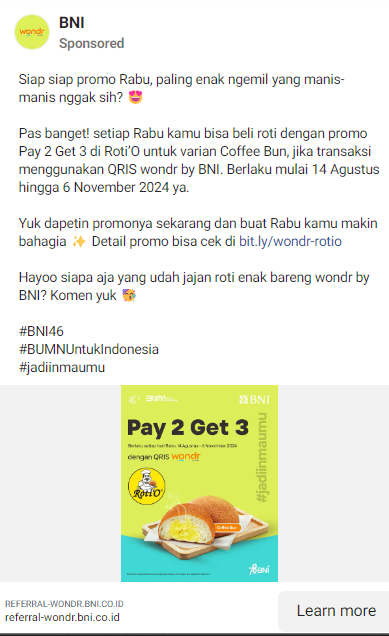 wondr
BNI
Sponsored
Siap siap promo Rabu, paling enak ngemil yang manis-
manis nggak sih? 😍
Pas banget! setiap Rabu kamu bisa beli roti dengan promo
Pay 2 Get 3 di Roti'O untuk varian Coffee Bun, jika transaksi
menggunakan QRIS wondr by BNI. Berlaku mulai 14 Agustus
hingga 6 November 2024 ya.
Yuk dapetin promonya sekarang dan buat Rabu kamu makin
bahagia ✨ Detail promo bisa cek di bit.ly/wondr-rotio
Hayoo siapa aja yang udah jajan roti enak bareng wondr by
BNI? Komen yuk 🥳
#BNI46
#BUMNUntukIndonesia
#jadiinmaumu
BUMN
BNI
Pay 2 Get 3
Berlaku setiap hari Rabu, 14 Agustus - 6 November 2024
dengan QRIS wondr
#jadiinmaumu
Roti'O
Coffee Bun
BNI
REFERRAL-WONDR.BNI.CO.ID
referral-wondr.bni.co.id
Learn more